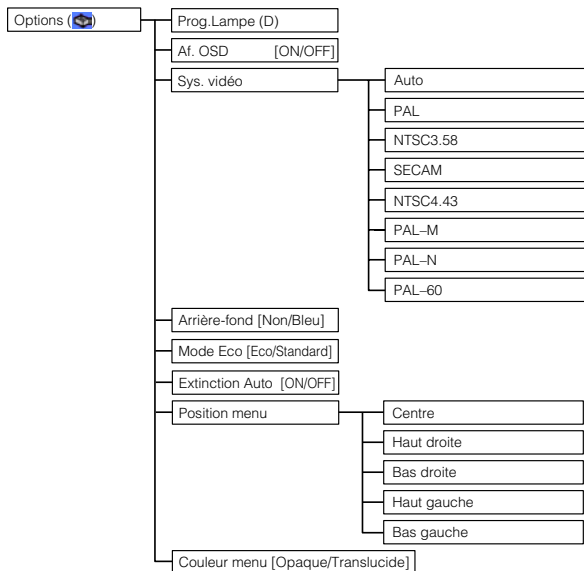 Options ( )
Prog.Lampe (D)
Af. OSD [ON/OFF]
Sys. vidéo
Auto
PAL
NTSC3.58
SECAM
NTSC4.43
PAL–M
PAL–N
PAL–60
Arrière-fond [Non/Bleu]
Mode Eco [Eco/Standard]
Extinction Auto [ON/OFF]
Position menu
Centre
Haut droite
Bas droite
Haut gauche
Bas gauche
Couleur menu [Opaque/Translucide]